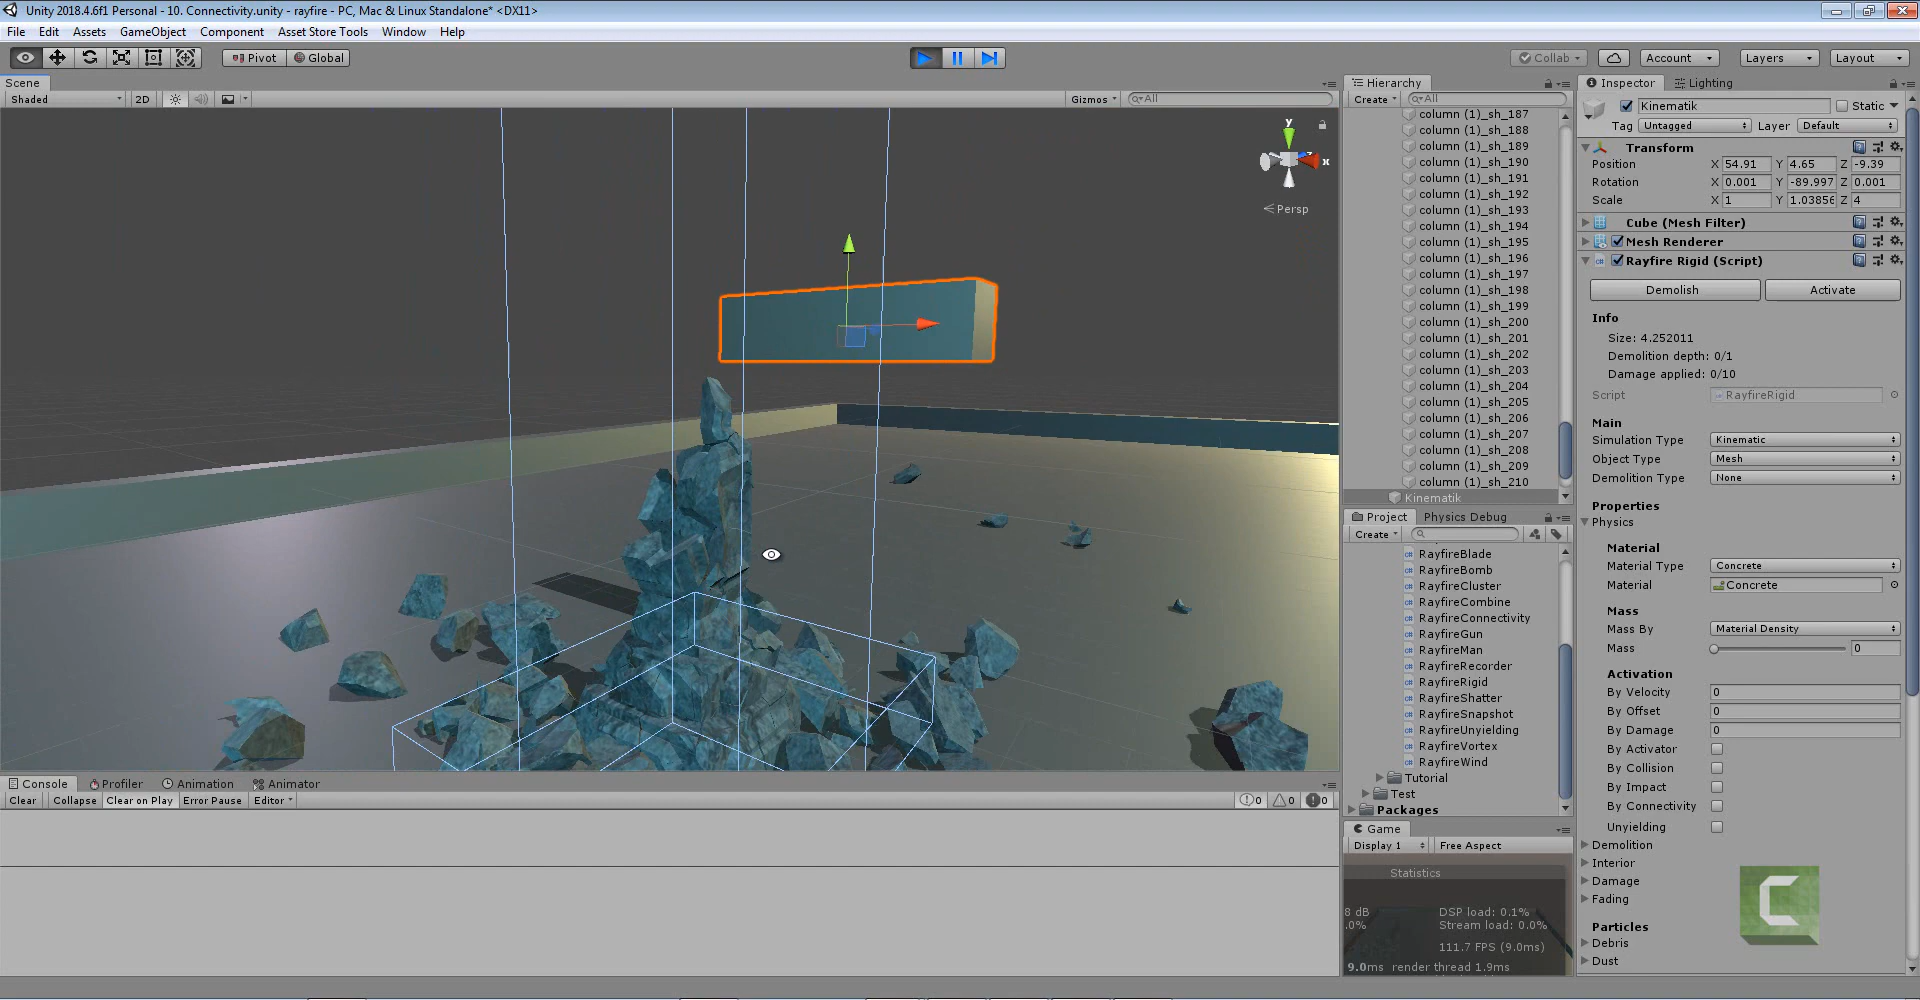 Unity 2018.4.6f1 Personal - 10. Connectivity.unity - rayfire - PC, Mac & Linux Standalone* <DX11>
File Edit Assets GameObject Component Asset Store Tools Window Help
Pivot Global
Collab Account Layers Layout
Scene
Shaded 2D Gizmos All
y
x
Persp
Console Profiler Animation Animator
Clear Collapse Clear on Play Error Pause Editor 0 0 0
Hierarchy
Create All
column (1)_sh_187
column (1)_sh_188
column (1)_sh_189
column (1)_sh_190
column (1)_sh_191
column (1)_sh_192
column (1)_sh_193
column (1)_sh_194
column (1)_sh_195
column (1)_sh_196
column (1)_sh_197
column (1)_sh_198
column (1)_sh_199
column (1)_sh_200
column (1)_sh_201
column (1)_sh_202
column (1)_sh_203
column (1)_sh_204
column (1)_sh_205
column (1)_sh_206
column (1)_sh_207
column (1)_sh_208
column (1)_sh_209
column (1)_sh_210
Kinematik
Project Physics Debug
Create
RayfireBlade
RayfireBomb
RayfireCluster
RayfireCombine
RayfireConnectivity
RayfireGun
RayfireMan
RayfireRecorder
RayfireRigid
RayfireShatter
RayfireSnapshot
RayfireUnyielding
RayfireVortex
RayfireWind
Tutorial
Test
Packages
Game
Display 1 Free Aspect
Statistics
8 dB DSP load: 0.1%
.0% Stream load: 0.0%
111.7 FPS (9.0ms)
9.0ms render thread 1.9ms
Inspector Lighting
Kinematik Static
Tag Untagged Layer Default
Transform
Position X 54.91 Y 4.65 Z -9.39
Rotation X 0.001 Y -89.997 Z 0.001
Scale X 1 Y 1.0385€ Z 4
Cube (Mesh Filter)
Mesh Renderer
Rayfire Rigid (Script)
Demolish Activate
Info
Size: 4.252011
Demolition depth: 0/1
Damage applied: 0/10
Script RayfireRigid
Main
Simulation Type Kinematic
Object Type Mesh
Demolition Type None
Properties
Physics
Material
Material Type Concrete
Material Concrete
Mass
Mass By Material Density
Mass 0
Activation
By Velocity 0
By Offset 0
By Damage 0
By Activator
By Collision
By Impact
By Connectivity
Unyielding
Demolition
Interior
Damage
Fading
Particles
Debris
Dust